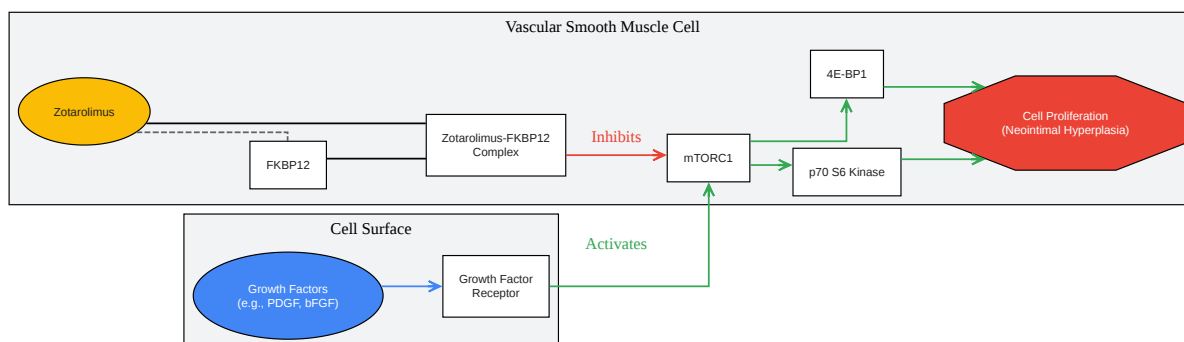 Vascular Smooth Muscle Cell
Zotarolimus
FKBP12
Zotarolimus-FKBP12
Complex
Inhibits
mTORC1
4E-BP1
p70 S6 Kinase
Cell Proliferation
(Neointimal Hyperplasia)
Cell Surface
Growth Factors
(e.g., PDGF, bFGF)
Growth Factor
Receptor
Activates